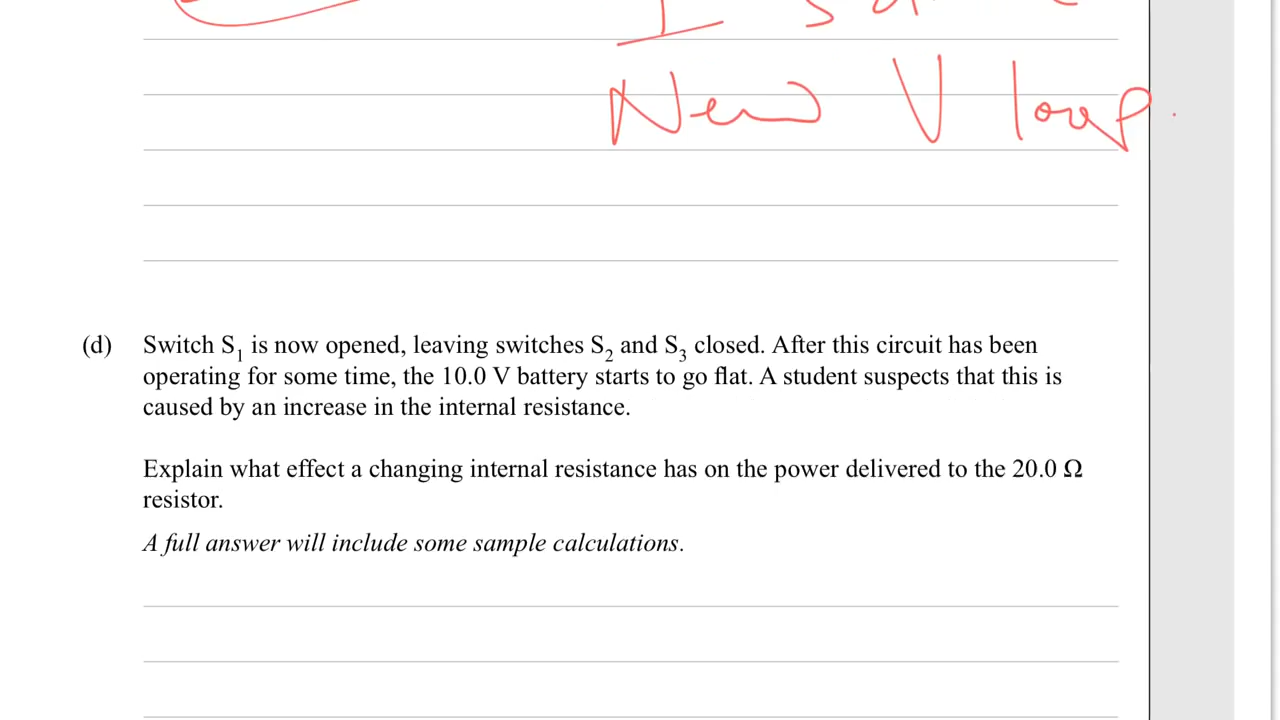 New V loop.
(d) Switch S₁ is now opened, leaving switches S₂ and S₃ closed. After this circuit has been
operating for some time, the 10.0 V battery starts to go flat. A student suspects that this is
caused by an increase in the internal resistance.
Explain what effect a changing internal resistance has on the power delivered to the 20.0 Ω
resistor.
A full answer will include some sample calculations.